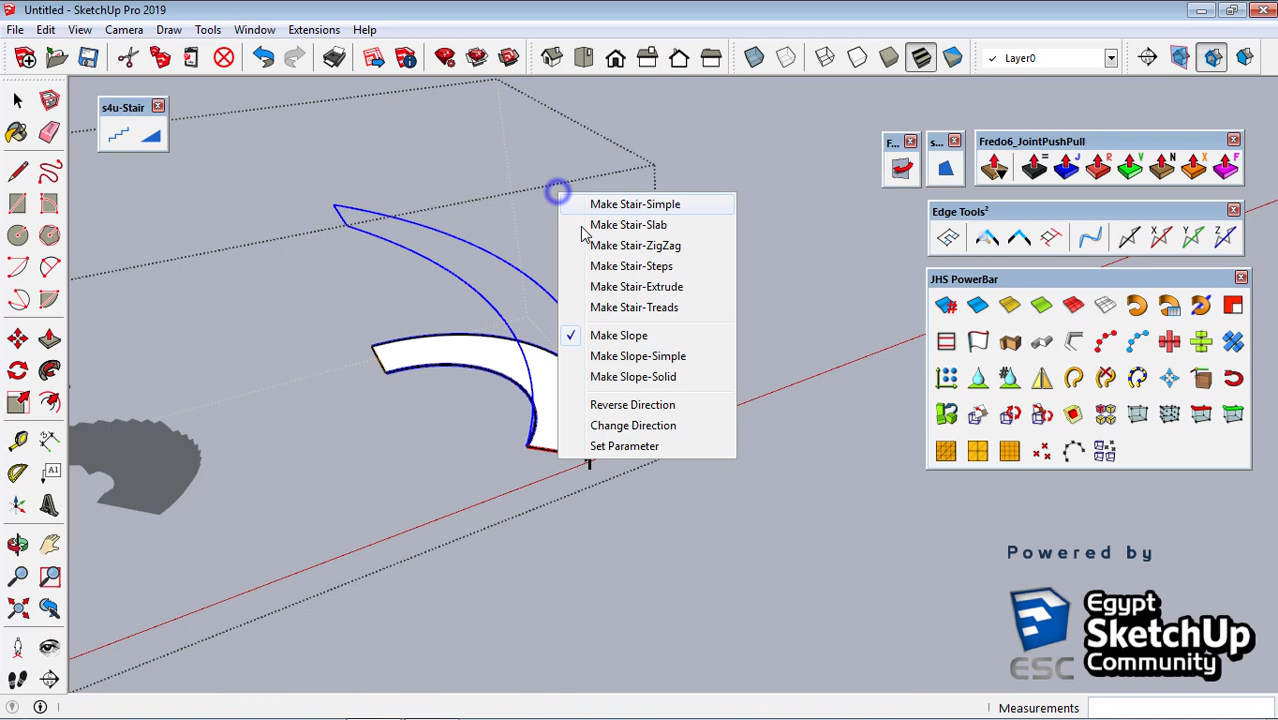 Untitled - SketchUp Pro 2019
File Edit View Camera Draw Tools Window Extensions Help
Layer0
s4u-Stair
F...
s...
Fredo6_JointPushPull
= J R V N X F
Edge Tools²
X Y Z
JHS PowerBar
Make Stair-Simple
Make Stair-Slab
Make Stair-ZigZag
Make Stair-Steps
Make Stair-Extrude
Make Stair-Treads
Make Slope
Make Slope-Simple
Make Slope-Solid
Reverse Direction
Change Direction
Set Parameter
A1
Powered by
Egypt
SketchUp
Community
ESC
Measurements